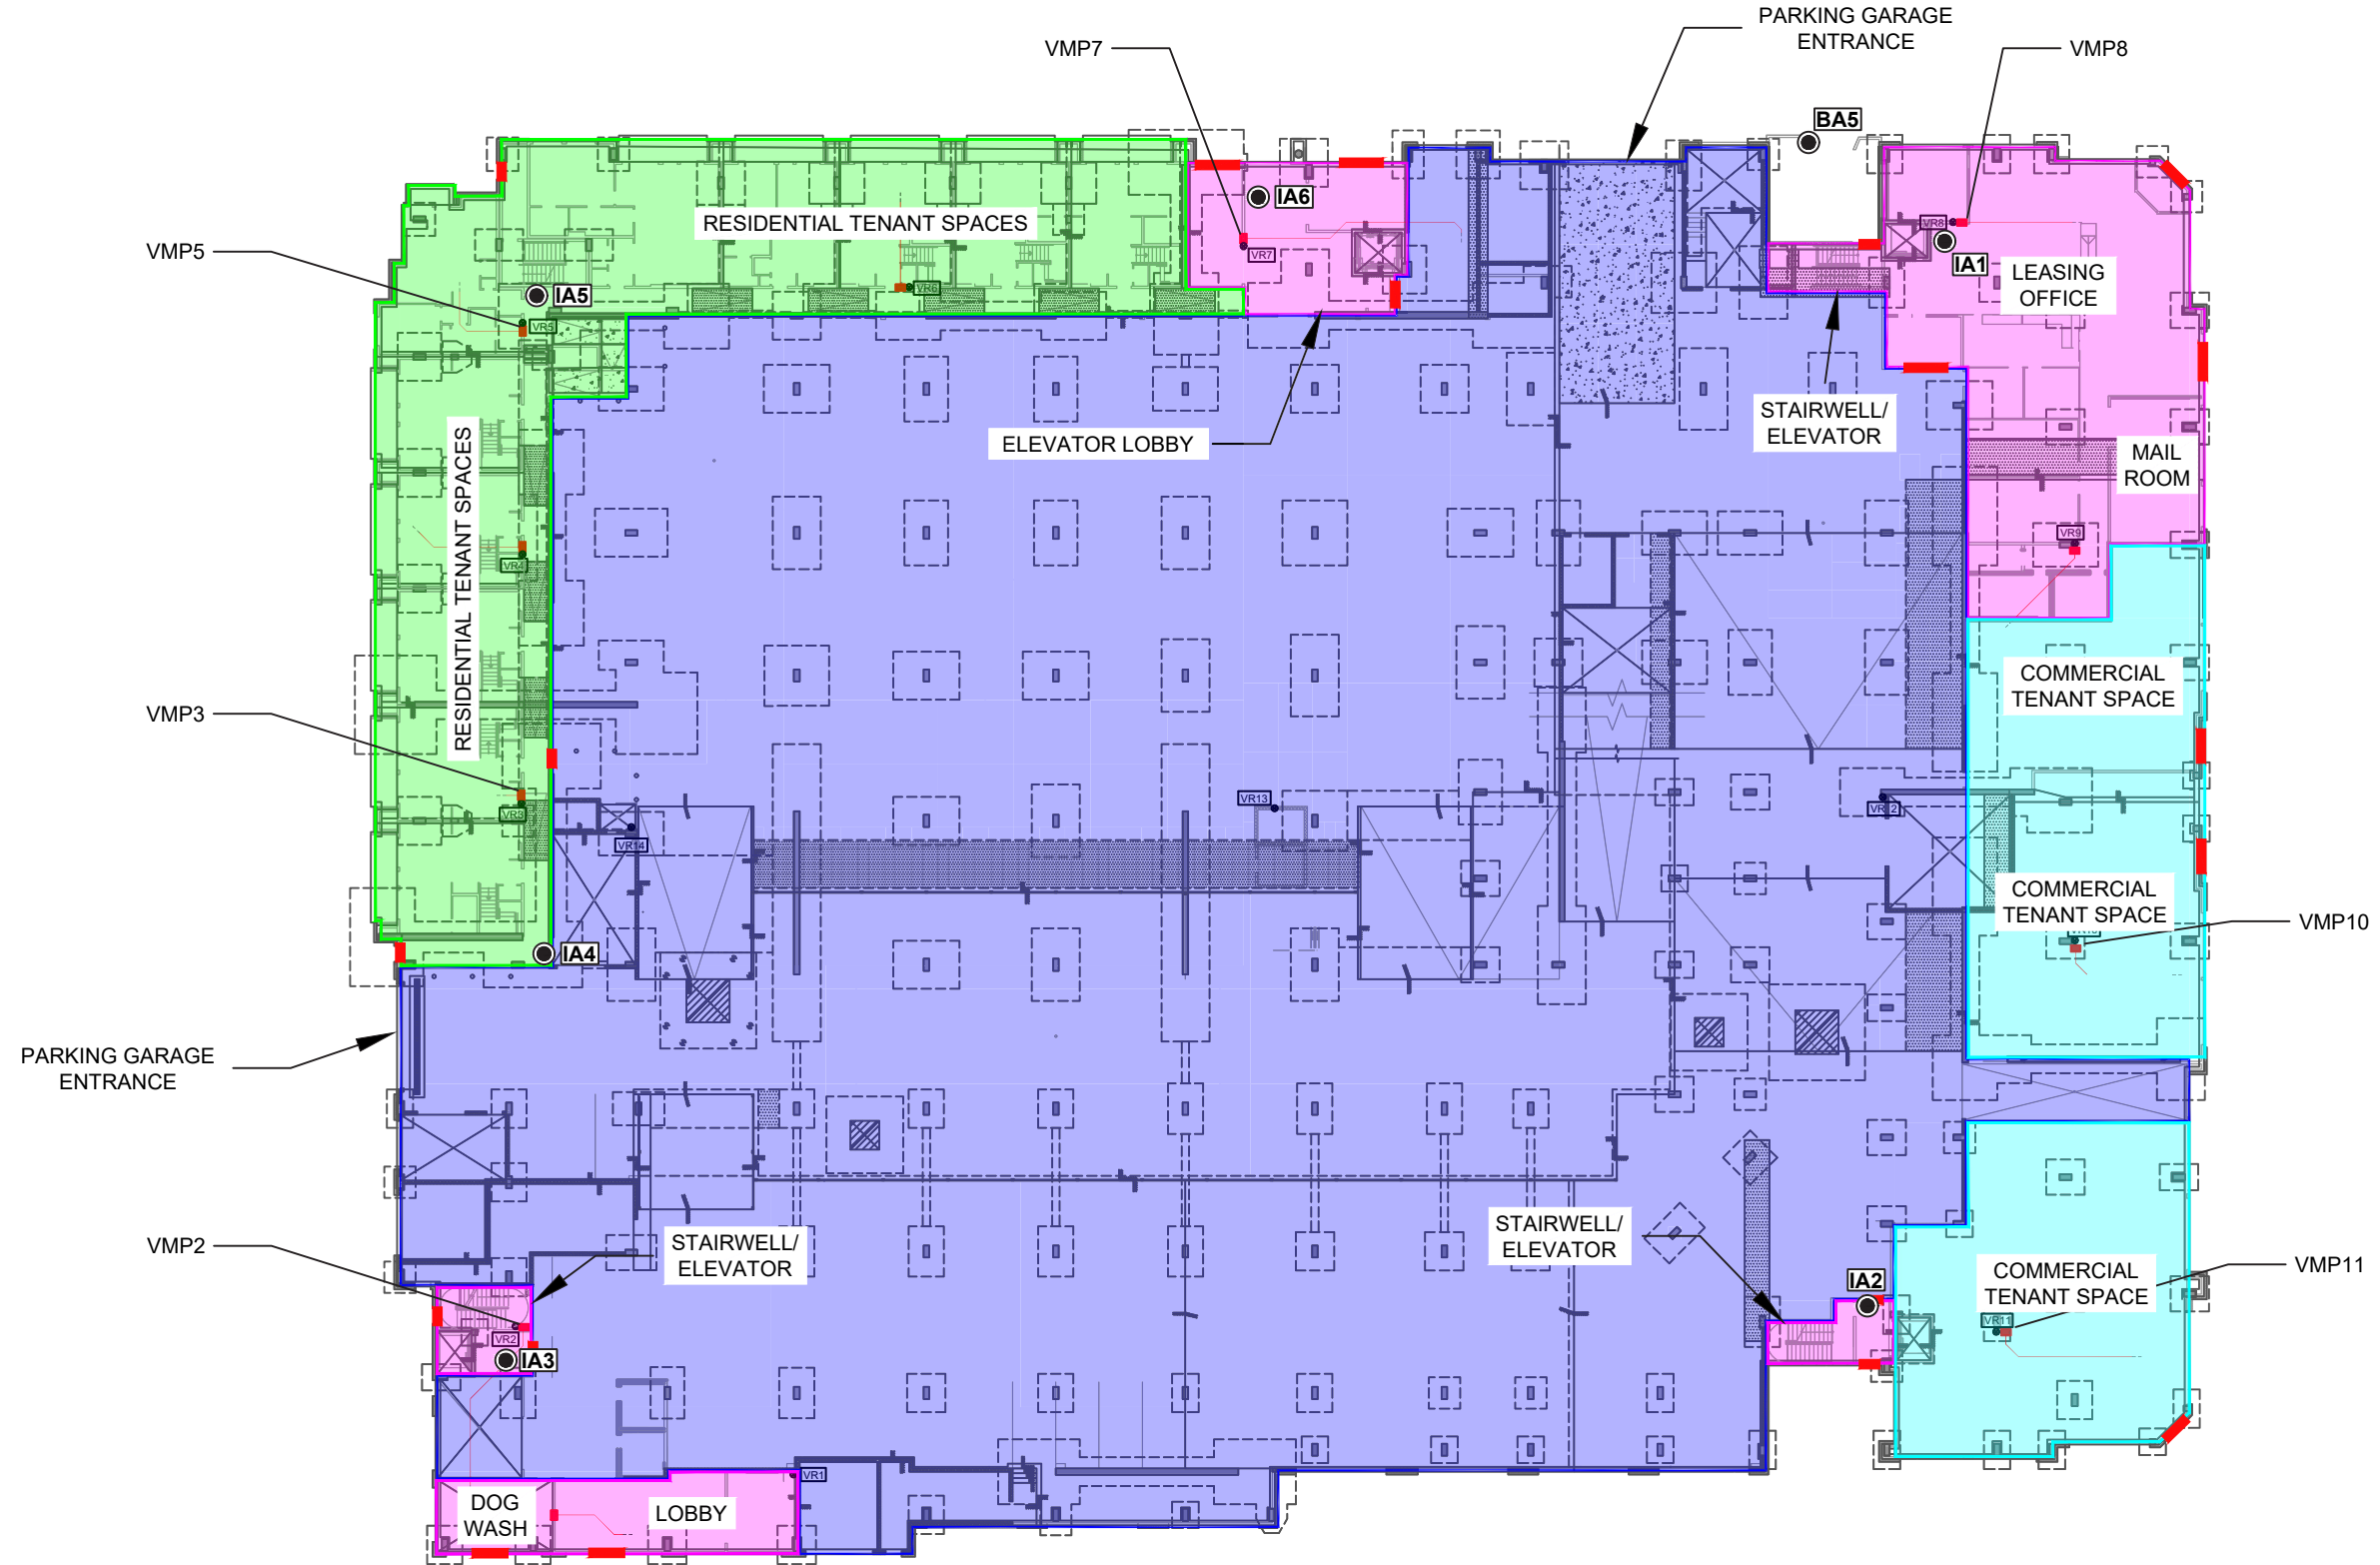 PARKING GARAGE
ENTRANCE
VMP7
VMP8
BA5
IA6
RESIDENTIAL TENANT SPACES
VR8
VMP5
VR7
IA1
LEASING
OFFICE
IA5
VR6
VR5
STAIRWELL/
ELEVATOR
ELEVATOR LOBBY
MAIL
ROOM
RESIDENTIAL TENANT SPACES
VR9
VR4
COMMERCIAL
TENANT SPACE
VMP3
VR13
VR12
VR3
VR14
COMMERCIAL
TENANT SPACE
VMP10
IA4
PARKING GARAGE
ENTRANCE
VMP2
STAIRWELL/
ELEVATOR
STAIRWELL/
ELEVATOR
IA2
COMMERCIAL
TENANT SPACE
VMP11
VR11
VR2
IA3
VR1
DOG
WASH
LOBBY